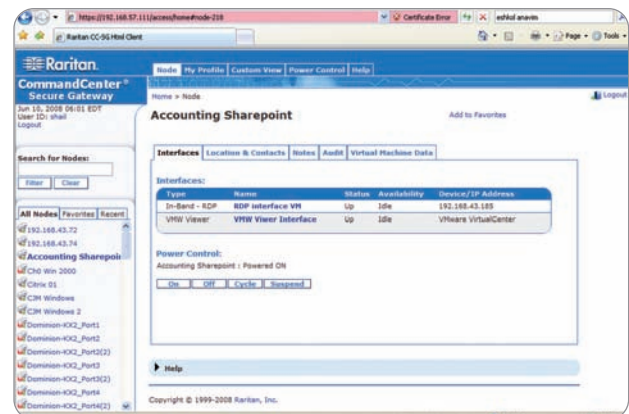 https://192.168.57.111/access/home#node-218
Certificate Error
eshkol anavim
Raritan CC-SG Html Client
Page
Tools
Raritan.
CommandCenter®
Secure Gateway
Node
My Profile
Custom View
Power Control
Help
Jun 10, 2008 06:01 EDT
User ID: shail
Logout
Home > Node
Logout
Accounting Sharepoint
Add to Favorites
Search for Nodes:
Filter
Clear
Interfaces
Location & Contacts
Notes
Audit
Virtual Machine Data
Interfaces:
Type Name Status Availability Device/IP Address
In-Band - RDP RDP interface VM Up Idle 192.168.43.185
VMW Viewer VMW Viwer Interface Up Idle VMware VirtualCenter
Power Control:
Accounting Sharepoint : Powered ON
On
Off
Cycle
Suspend
All Nodes
Favorites
Recent
192.168.43.72
192.168.43.74
Accounting Sharepoi
Ch0 Win 2000
Citrix 01
CJM Windows
CJM Windows 2
Dominion-KX2_Port1
Dominion-KX2_Port2
Dominion-KX2_Port2(2)
Dominion-KX2_Port3
Dominion-KX2_Port3(2)
Dominion-KX2_Port4
Dominion-KX2_Port4(2)
Help
Copyright © 1999-2008 Raritan, Inc.